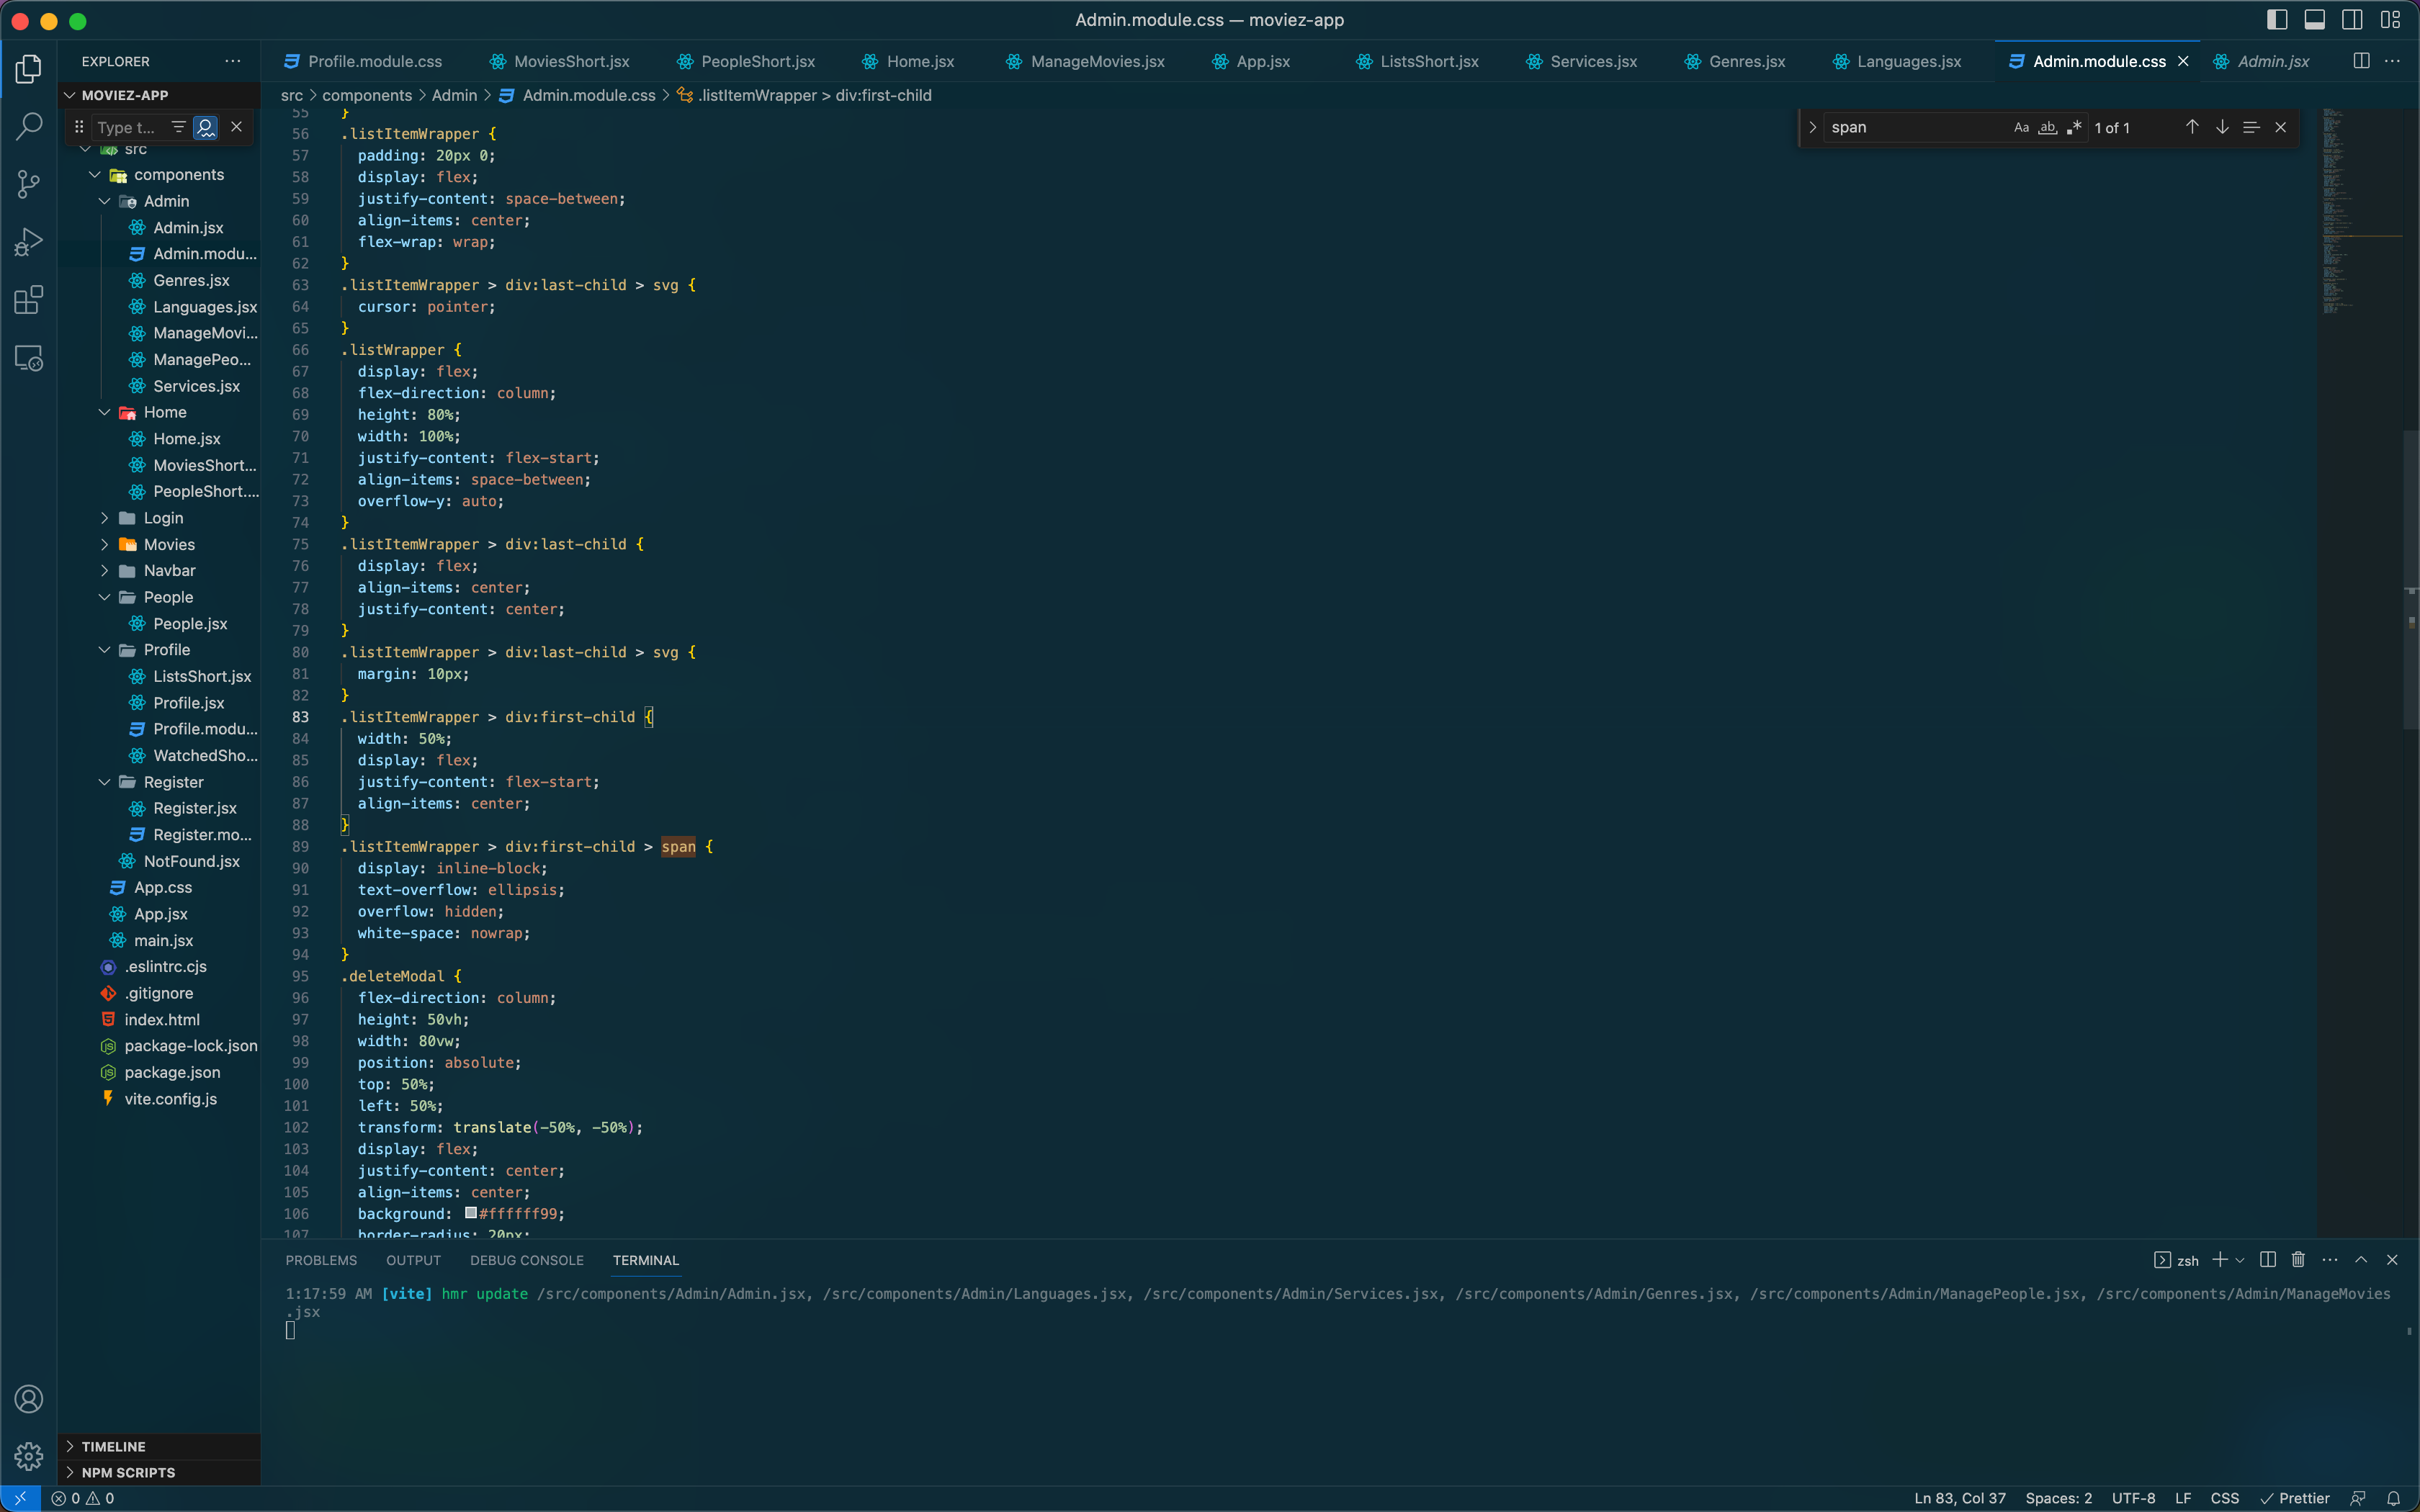 Admin.module.css — moviez-app
EXPLORER
Profile.module.css MoviesShort.jsx PeopleShort.jsx Home.jsx ManageMovies.jsx App.jsx ListsShort.jsx Services.jsx Genres.jsx Languages.jsx Admin.module.css Admin.jsx
MOVIEZ-APP
src > components > Admin > Admin.module.css > .listItemWrapper > div:first-child
Type t...
span
Aa ab .* 1 of 1
src
components
Admin
Admin.jsx
Admin.modu...
Genres.jsx
Languages.jsx
ManageMovi...
ManagePeo...
Services.jsx
Home
Home.jsx
MoviesShort...
PeopleShort....
Login
Movies
Navbar
People
People.jsx
Profile
ListsShort.jsx
Profile.jsx
Profile.modu...
WatchedSho...
Register
Register.jsx
Register.mo...
NotFound.jsx
App.css
App.jsx
main.jsx
.eslintrc.cjs
.gitignore
index.html
package-lock.json
package.json
vite.config.js
TIMELINE
NPM SCRIPTS
55 }
56 .listItemWrapper {
57 padding: 20px 0;
58 display: flex;
59 justify-content: space-between;
60 align-items: center;
61 flex-wrap: wrap;
62 }
63 .listItemWrapper > div:last-child > svg {
64 cursor: pointer;
65 }
66 .listWrapper {
67 display: flex;
68 flex-direction: column;
69 height: 80%;
70 width: 100%;
71 justify-content: flex-start;
72 align-items: space-between;
73 overflow-y: auto;
74 }
75 .listItemWrapper > div:last-child {
76 display: flex;
77 align-items: center;
78 justify-content: center;
79 }
80 .listItemWrapper > div:last-child > svg {
81 margin: 10px;
82 }
83 .listItemWrapper > div:first-child {
84 width: 50%;
85 display: flex;
86 justify-content: flex-start;
87 align-items: center;
88 }
89 .listItemWrapper > div:first-child > span {
90 display: inline-block;
91 text-overflow: ellipsis;
92 overflow: hidden;
93 white-space: nowrap;
94 }
95 .deleteModal {
96 flex-direction: column;
97 height: 50vh;
98 width: 80vw;
99 position: absolute;
100 top: 50%;
101 left: 50%;
102 transform: translate(-50%, -50%);
103 display: flex;
104 justify-content: center;
105 align-items: center;
106 background: #ffffff99;
107 border-radius: 20px;
PROBLEMS OUTPUT DEBUG CONSOLE TERMINAL
zsh
1:17:59 AM [vite] hmr update /src/components/Admin/Admin.jsx, /src/components/Admin/Languages.jsx, /src/components/Admin/Services.jsx, /src/components/Admin/Genres.jsx, /src/components/Admin/ManagePeople.jsx, /src/components/Admin/ManageMovies
.jsx
0 0
Ln 83, Col 37 Spaces: 2 UTF-8 LF CSS Prettier